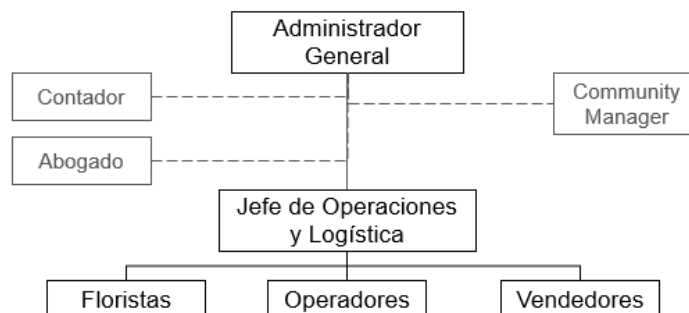 Administrador
General
Contador
Community
Manager
Abogado
Jefe de Operaciones
y Logística
Floristas
Operadores
Vendedores